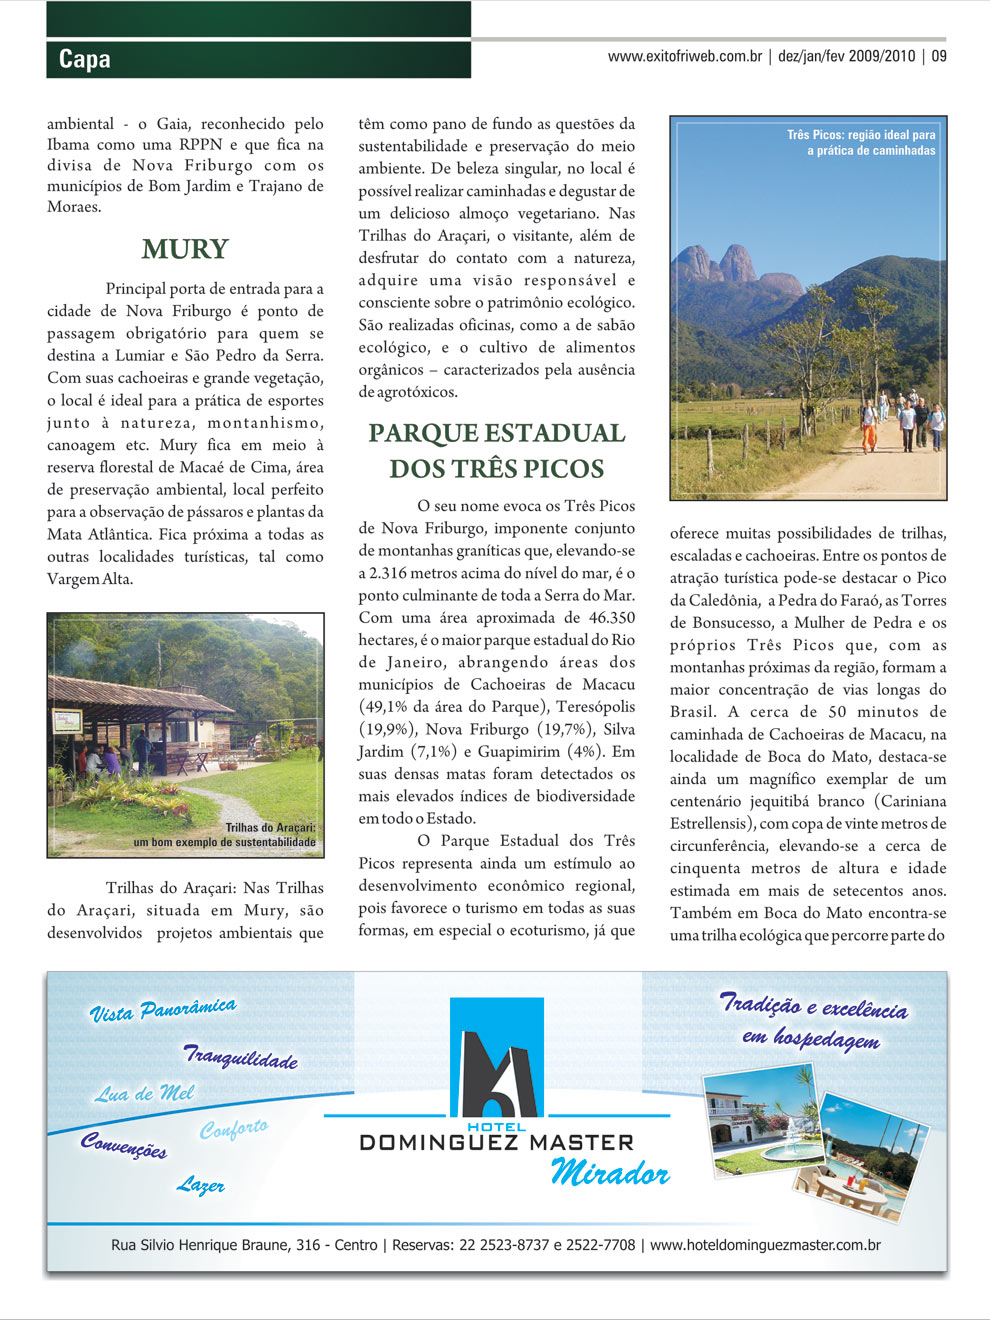 Capa
www.exitofriweb.com.br | dez/jan/fev 2009/2010 | 09
ambiental - o Gaia, reconhecido pelo
Ibama como uma RPPN e que fica na
divisa de Nova Friburgo com os
municípios de Bom Jardim e Trajano de
Moraes.
MURY
Principal porta de entrada para a
cidade de Nova Friburgo é ponto de
passagem obrigatório para quem se
destina a Lumiar e São Pedro da Serra.
Com suas cachoeiras e grande vegetação,
o local é ideal para a prática de esportes
junto à natureza, montanhismo,
canoagem etc. Mury fica em meio à
reserva florestal de Macaé de Cima, área
de preservação ambiental, local perfeito
para a observação de pássaros e plantas da
Mata Atlântica. Fica próxima a todas as
outras localidades turísticas, tal como
Vargem Alta.
Trilhas do Araçari:
um bom exemplo de sustentabilidade
Trilhas do Araçari: Nas Trilhas
do Araçari, situada em Mury, são
desenvolvidos projetos ambientais que
têm como pano de fundo as questões da
sustentabilidade e preservação do meio
ambiente. De beleza singular, no local é
possível realizar caminhadas e degustar de
um delicioso almoço vegetariano. Nas
Trilhas do Araçari, o visitante, além de
desfrutar do contato com a natureza,
adquire uma visão responsável e
consciente sobre o patrimônio ecológico.
São realizadas oficinas, como a de sabão
ecológico, e o cultivo de alimentos
orgânicos – caracterizados pela ausência
de agrotóxicos.
PARQUE ESTADUAL
DOS TRÊS PICOS
O seu nome evoca os Três Picos
de Nova Friburgo, imponente conjunto
de montanhas graníticas que, elevando-se
a 2.316 metros acima do nível do mar, é o
ponto culminante de toda a Serra do Mar.
Com uma área aproximada de 46.350
hectares, é o maior parque estadual do Rio
de Janeiro, abrangendo áreas dos
municípios de Cachoeiras de Macacu
(49,1% da área do Parque), Teresópolis
(19,9%), Nova Friburgo (19,7%), Silva
Jardim (7,1%) e Guapimirim (4%). Em
suas densas matas foram detectados os
mais elevados índices de biodiversidade
em todo o Estado.
O Parque Estadual dos Três
Picos representa ainda um estímulo ao
desenvolvimento econômico regional,
pois favorece o turismo em todas as suas
formas, em especial o ecoturismo, já que
Três Picos: região ideal para
a prática de caminhadas
oferece muitas possibilidades de trilhas,
escaladas e cachoeiras. Entre os pontos de
atração turística pode-se destacar o Pico
da Caledônia, a Pedra do Faraó, as Torres
de Bonsucesso, a Mulher de Pedra e os
próprios Três Picos que, com as
montanhas próximas da região, formam a
maior concentração de vias longas do
Brasil. A cerca de 50 minutos de
caminhada de Cachoeiras de Macacu, na
localidade de Boca do Mato, destaca-se
ainda um magnífico exemplar de um
centenário jequitibá branco (Cariniana
Estrellensis), com copa de vinte metros de
circunferência, elevando-se a cerca de
cinquenta metros de altura e idade
estimada em mais de setecentos anos.
Também em Boca do Mato encontra-se
uma trilha ecológica que percorre parte do
Vista Panorâmica
Tranquilidade
Lua de Mel
Conforto
Convenções
Lazer
HOTEL
DOMINGUEZ MASTER
Mirador
Tradição e excelência
em hospedagem
Rua Silvio Henrique Braune, 316 - Centro | Reservas: 22 2523-8737 e 2522-7708 | www.hoteldominguezmaster.com.br